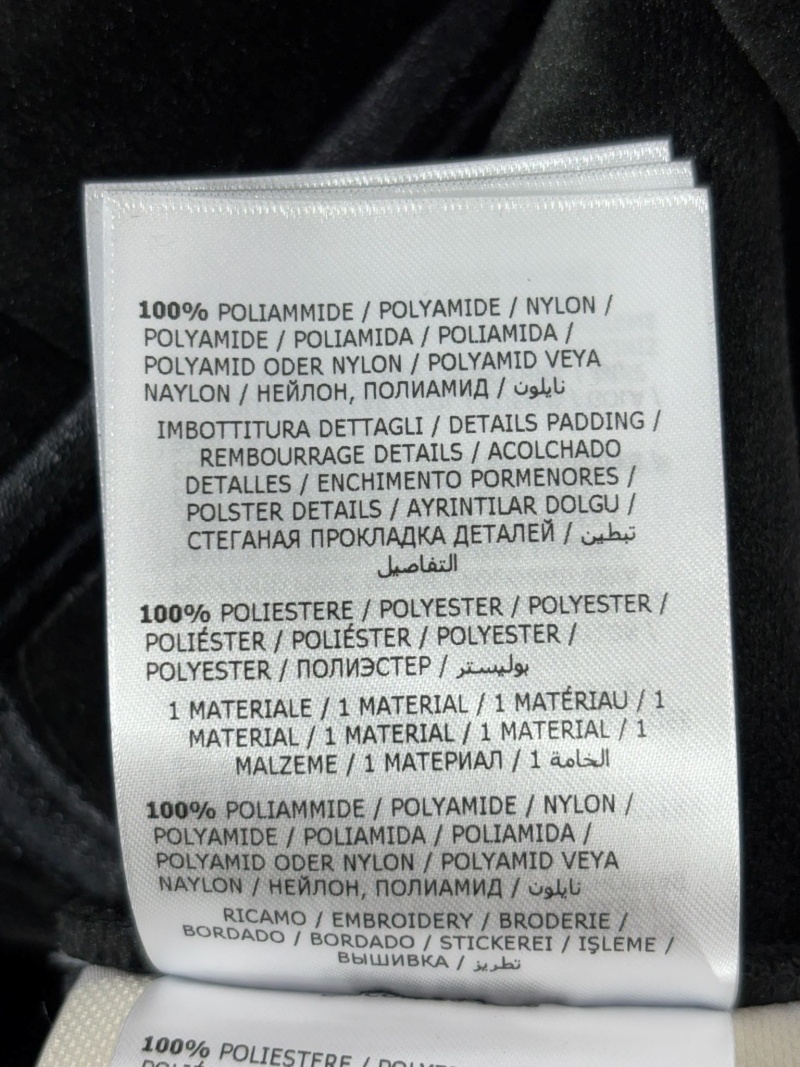 100% POLIAMMIDE / POLYAMIDE / NYLON /
POLYAMIDE / POLIAMIDA / POLIAMIDA /
POLYAMID ODER NYLON / POLYAMID VEYA
NAYLON / НЕЙЛОН, ПОЛИАМИД / نايلون
IMBOTTITURA DETTAGLI / DETAILS PADDING /
REMBOURRAGE DETAILS / ACOLCHADO
DETALLES / ENCHIMENTO PORMENORES /
POLSTER DETAILS / AYRINTILAR DOLGU /
СТЕГАНАЯ ПРОКЛАДКА ДЕТАЛЕЙ / تبطين
التفاصيل
100% POLIESTERE / POLYESTER / POLYESTER /
POLIÉSTER / POLIÉSTER / POLYESTER /
POLYESTER / ПОЛИЭСТЕР / بوليستر
1 MATERIALE / 1 MATERIAL / 1 MATÉRIAU / 1
MATERIAL / 1 MATERIAL / 1 MATERIAL / 1
MALZEME / 1 МАТЕРИАЛ / 1 الخامة
100% POLIAMMIDE / POLYAMIDE / NYLON /
POLYAMIDE / POLIAMIDA / POLIAMIDA /
POLYAMID ODER NYLON / POLYAMID VEYA
NAYLON / НЕЙЛОН, ПОЛИАМИД / نايلون
RICAMO / EMBROIDERY / BRODERIE /
BORDADO / BORDADO / STICKEREI / IŞLEME /
ВЫШИВКА / تطريز
100% POLIESTERE /